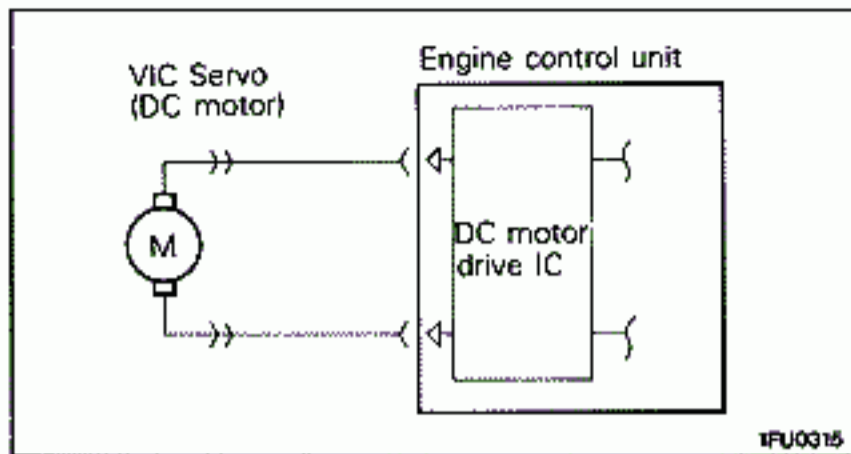 VIC Servo
(DC motor)
Engine control unit
M
DC motor
drive IC
1FU0315